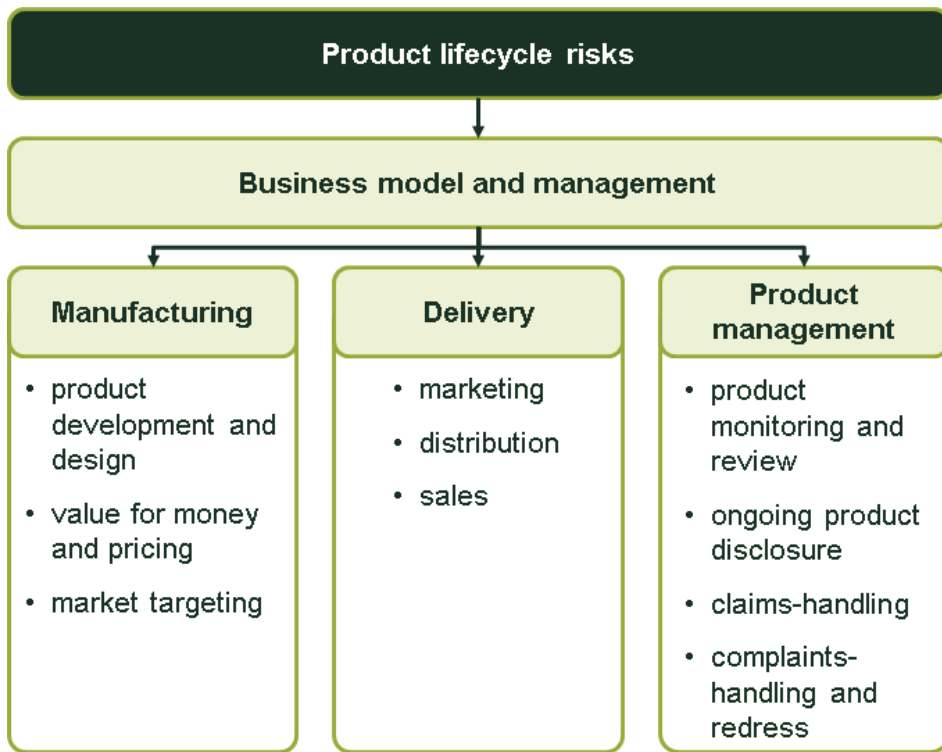 Product lifecycle risks
Business model and management
Manufacturing
• product
development and
design
• value for money
and pricing
• market targeting
Delivery
• marketing
• distribution
• sales
Product
management
• product
monitoring and
review
• ongoing product
disclosure
• claims-handling
• complaints-
handling and
redress